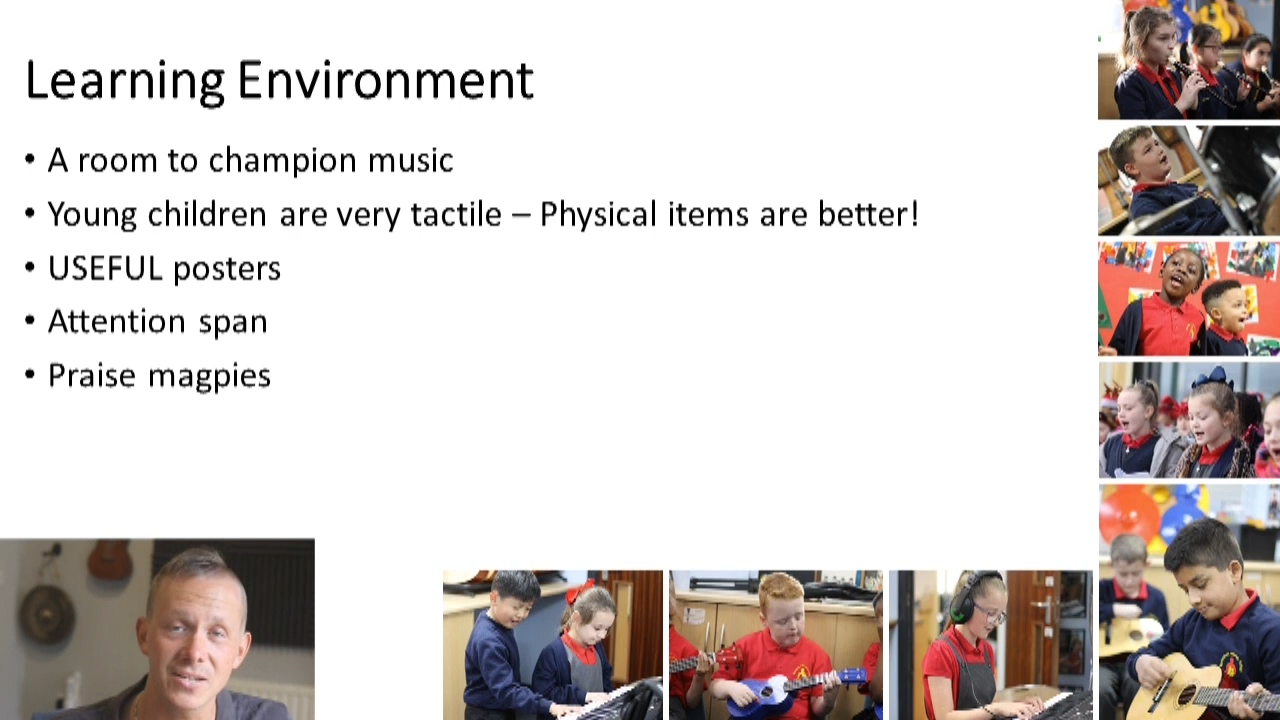 Learning Environment
• A room to champion music
• Young children are very tactile – Physical items are better!
• USEFUL posters
• Attention span
• Praise magpies